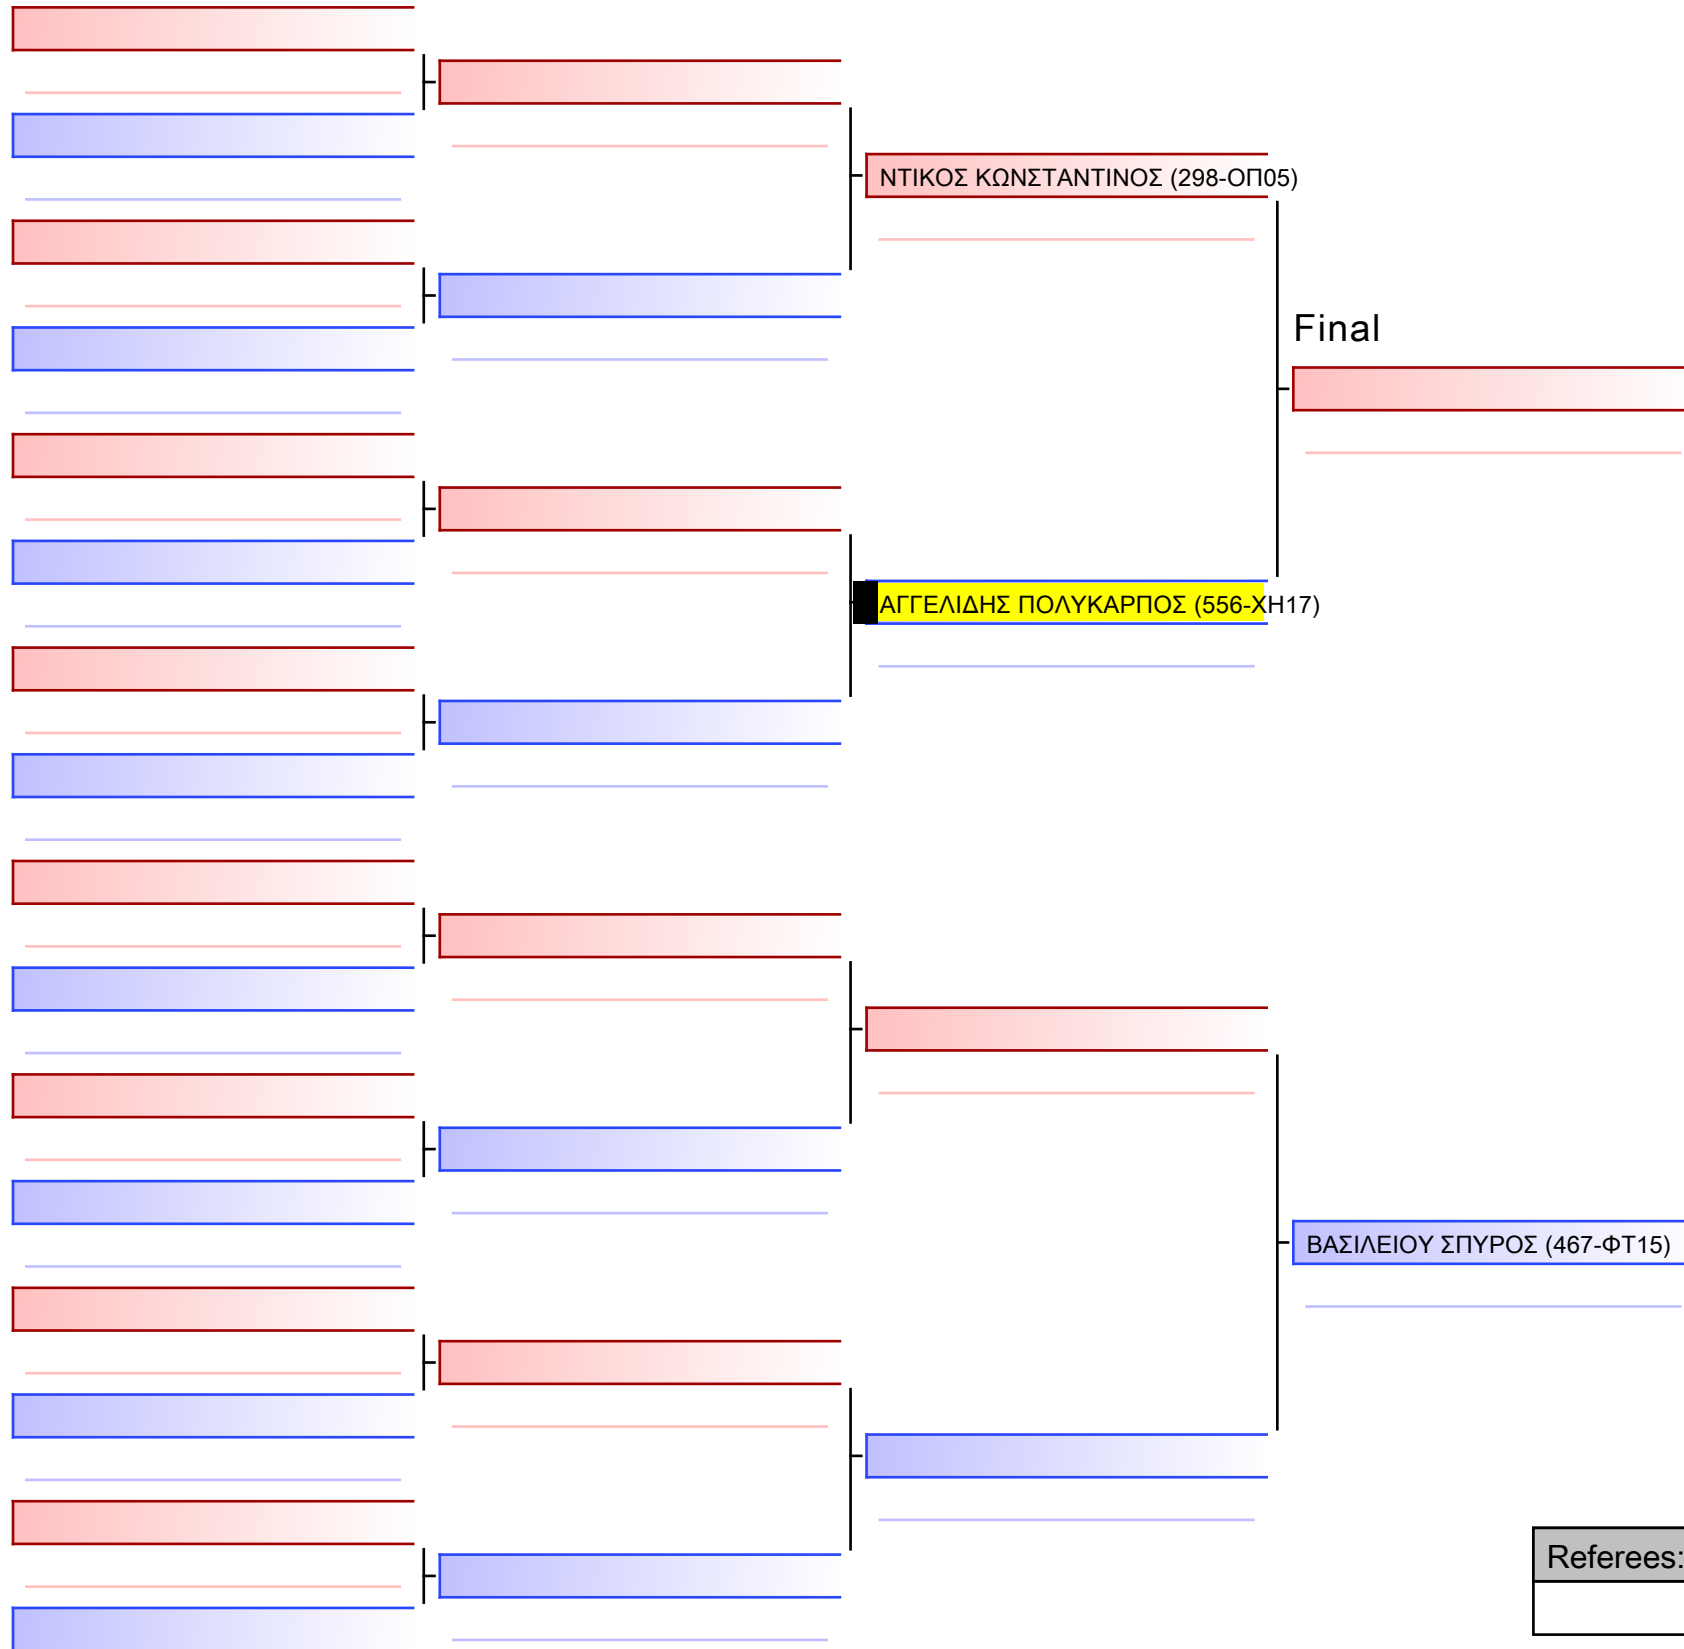 ΝΤΙΚΟΣ ΚΩΝΣΤΑΝΤΙΝΟΣ (298-ΟΠ05)
Final
ΑΓΓΕΛΙΔΗΣ ΠΟΛΥΚΑΡΠΟΣ (556-ΧΗ17)
ΒΑΣΙΛΕΙΟΥ ΣΠΥΡΟΣ (467-ΦΤ15)
Referees: